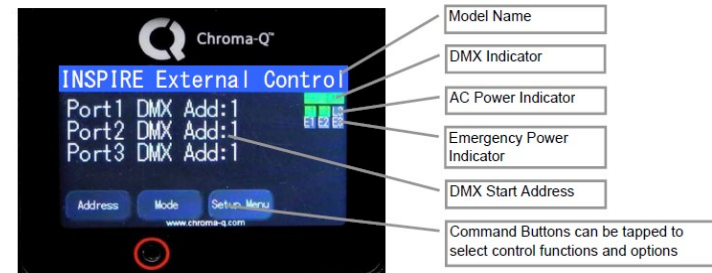 Chroma-Q™
INSPIRE External Control
Port1 DMX Add:1
Port2 DMX Add:1
Port3 DMX Add:1
E1 E2 E3
Address
Mode
Setup Menu
www.chroma-q.com
Model Name
DMX Indicator
AC Power Indicator
Emergency Power
Indicator
DMX Start Address
Command Buttons can be tapped to
select control functions and options